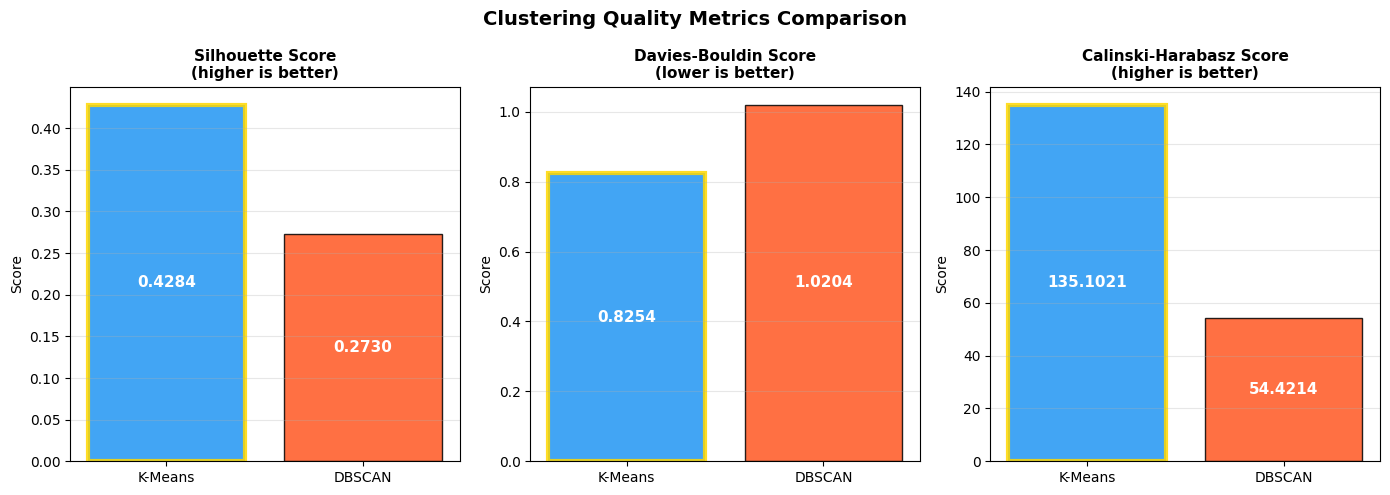 Clustering Quality Metrics Comparison
Silhouette Score
(higher is better)
Score
0.40
0.35
0.30
0.25
0.20
0.15
0.10
0.05
0.00
0.4284
0.2730
K-Means
DBSCAN
Davies-Bouldin Score
(lower is better)
Score
1.0
0.8
0.6
0.4
0.2
0.0
0.8254
1.0204
K-Means
DBSCAN
Calinski-Harabasz Score
(higher is better)
Score
140
120
100
80
60
40
20
0
135.1021
54.4214
K-Means
DBSCAN